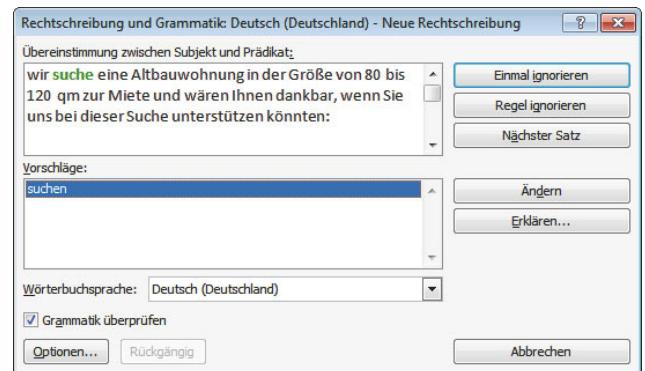 Rechtschreibung und Grammatik: Deutsch (Deutschland) - Neue Rechtschreibung
Übereinstimmung zwischen Subjekt und Prädikat:
wir suche eine Altbauwohnung in der Größe von 80 bis
120 qm zur Miete und wären Ihnen dankbar, wenn Sie
uns bei dieser Suche unterstützen könnten:
Einmal ignorieren
Regel ignorieren
Nächster Satz
Vorschläge:
suchen
Ändern
Erklären...
Wörterbuchsprache: Deutsch (Deutschland)
Grammatik überprüfen
Optionen... Rückgängig Abbrechen